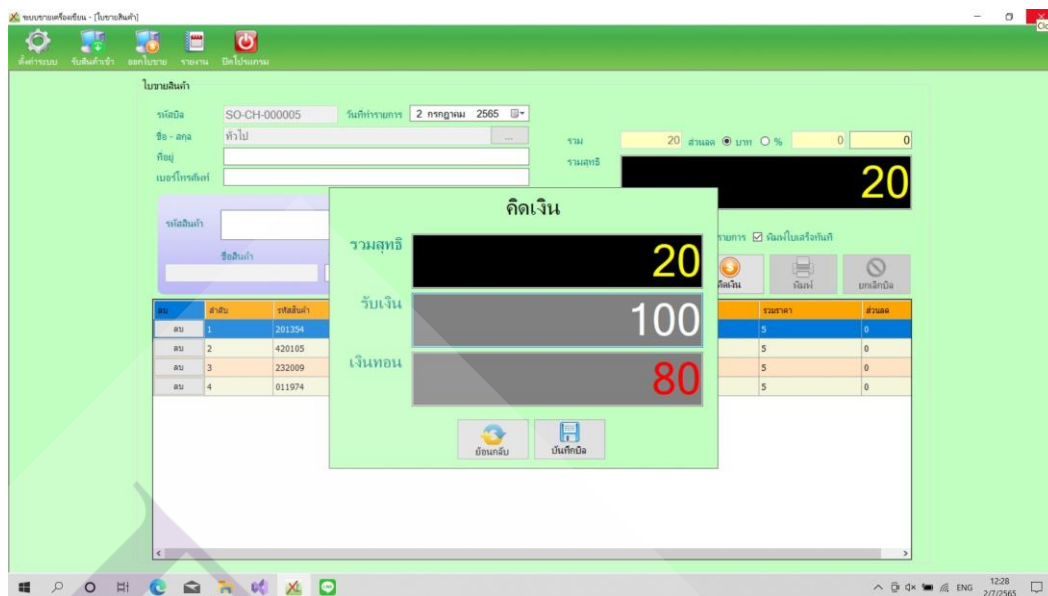 ระบบขายเครื่องเขียน - [ใบขายสินค้า]
ตั้งค่าระบบ รับสินค้าเข้า ออกใบขาย รายงาน ปิดโปรแกรม
ใบขายสินค้า
รหัสบิล SO-CH-000005 วันที่ทำรายการ 2 กรกฎาคม 2565
ชื่อ - สกุล ทั่วไป ... รวม 20 ส่วนลด บาท % 0 0
ที่อยู่
รวมสุทธิ 20
เบอร์โทรศัพท์
คิดเงิน
รหัสสินค้า รายการ พิมพ์ใบเสร็จทันที
รวมสุทธิ 20
ชื่อสินค้า
คิดเงิน พิมพ์ ยกเลิกบิล
รับเงิน 100
ลบ ลำดับ รหัสสินค้า รวมราคา ส่วนลด
ลบ 1 201354 5 0
ลบ 2 420105 5 0
เงินทอน 80
ลบ 3 232009 5 0
ลบ 4 011974 5 0
ย้อนกลับ บันทึกบิล
ENG 12:28
2/7/2565